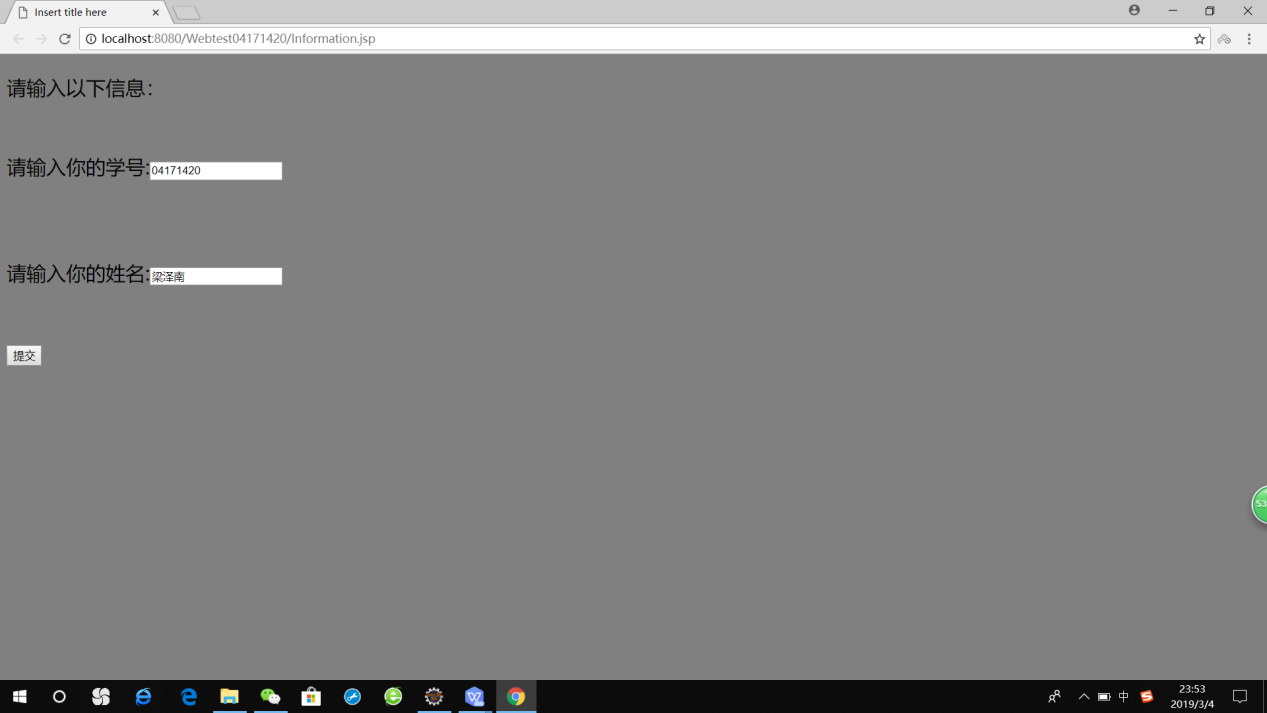 Insert title here
localhost:8080/Webtest04171420/Information.jsp
请输入以下信息：
请输入你的学号:04171420
请输入你的姓名:梁泽南
提交
53
中
23:53
2019/3/4